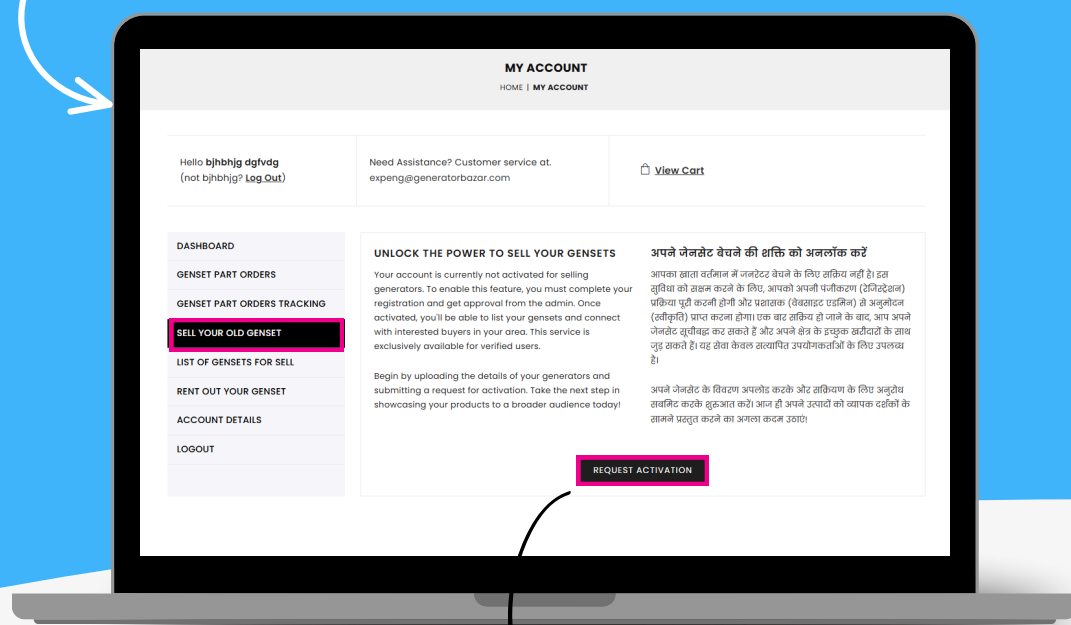 MY ACCOUNT
HOME | MY ACCOUNT
Hello bjhbhjg dgfvdg
(not bjhbhjg? Log Out)
Need Assistance? Customer service at.
expeng@generatorbazar.com
View Cart
DASHBOARD
GENSET PART ORDERS
GENSET PART ORDERS TRACKING
SELL YOUR OLD GENSET
LIST OF GENSETS FOR SELL
RENT OUT YOUR GENSET
ACCOUNT DETAILS
LOGOUT
UNLOCK THE POWER TO SELL YOUR GENSETS
Your account is currently not activated for selling
generators. To enable this feature, you must complete your
registration and get approval from the admin. Once
activated, you'll be able to list your gensets and connect
with interested buyers in your area. This service is
exclusively available for verified users.
Begin by uploading the details of your generators and
submitting a request for activation. Take the next step in
showcasing your products to a broader audience today!
अपने जेनसेट बेचने की शक्ति को अनलॉक करें
आपका खाता वर्तमान में जनरेटर बेचने के लिए सक्रिय नहीं है। इस
सुविधा को सक्षम करने के लिए, आपको अपनी पंजीकरण (रेजिस्ट्रेशन)
प्रक्रिया पूरी करनी होगी और प्रशासक (वेबसाइट एडमिन) से अनुमोदन
(स्वीकृति) प्राप्त करना होगा। एक बार सक्रिय हो जाने के बाद, आप अपने
जेनसेट सूचीबद्ध कर सकते हैं और अपने क्षेत्र के इच्छुक खरीदारों के साथ
जुड़ सकते हैं। यह सेवा केवल सत्यापित उपयोगकर्ताओं के लिए उपलब्ध
है।
अपने जेनसेट के विवरण अपलोड करके और सक्रियण के लिए अनुरोध
सबमिट करके शुरुआत करें। आज ही अपने उत्पादों को व्यापक दर्शकों के
सामने प्रस्तुत करने का अगला कदम उठाएं!
REQUEST ACTIVATION